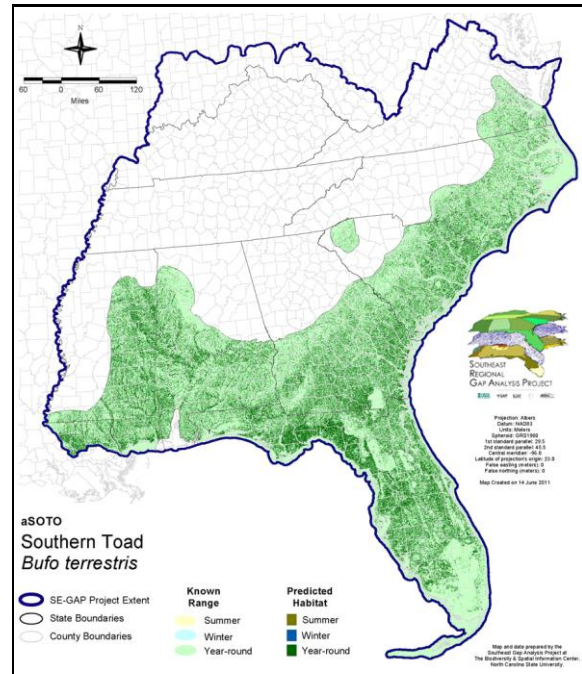 N
60 0 60 120
Miles
SOUTHEAST
REGIONAL
GAP ANALYSIS PROJECT
Projection: Albers
Datum: NAD83
Units: Meters
Spheroid: GRS1980
1st standard parallel: 29.5
2nd standard parallel: 45.5
Central meridian: -96.0
Latitude of projection's origin: 23.0
False easting (meters): 0
False northing (meters): 0
Map Created on 14 June 2011
aSOTO
Southern Toad
Bufo terrestris
SE-GAP Project Extent
State Boundaries
County Boundaries
Known
Range
Summer
Winter
Year-round
Predicted
Habitat
Summer
Winter
Year-round
Map and data prepared by the
Southeast Gap Analysis Project at
The Biodiversity & Spatial Information Center,
North Carolina State University.